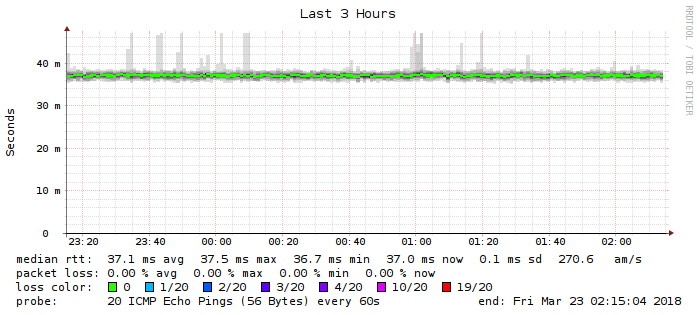 Last 3 Hours
RRDTOOL / TOBI OETIKER
Seconds
40 m
30 m
20 m
10 m
0
23:20 23:40 00:00 00:20 00:40 01:00 01:20 01:40 02:00
median rtt: 37.1 ms avg 37.5 ms max 36.7 ms min 37.0 ms now 0.1 ms sd 270.6 am/s
packet loss: 0.00 % avg 0.00 % max 0.00 % min 0.00 % now
loss color: 0 1/20 2/20 3/20 4/20 10/20 19/20
probe: 20 ICMP Echo Pings (56 Bytes) every 60s end: Fri Mar 23 02:15:04 2018